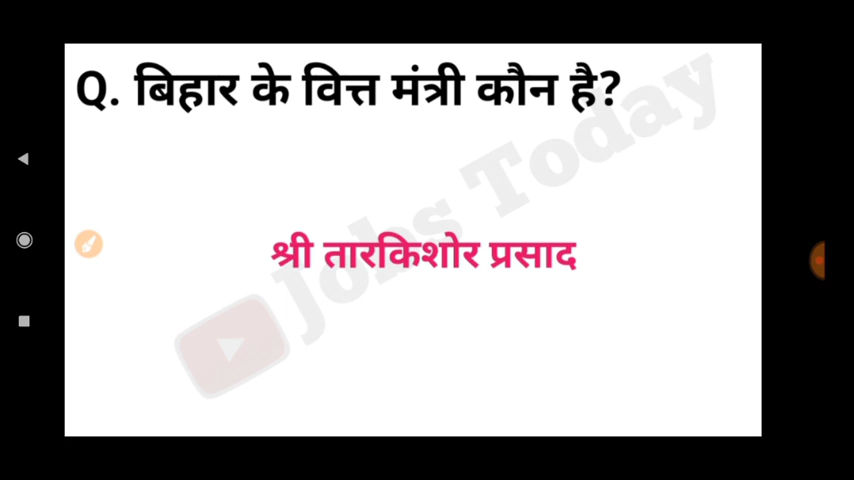 Q. बिहार के वित्त मंत्री कौन है?
Jobs Today
श्री तारकिशोर प्रसाद